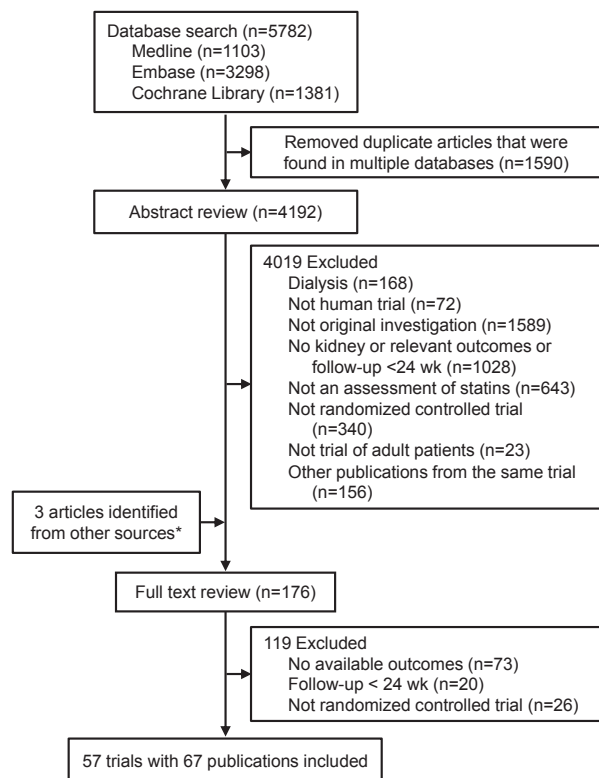 Database search (n=5782)
Medline (n=1103)
Embase (n=3298)
Cochrane Library (n=1381)
Removed duplicate articles that were
found in multiple databases (n=1590)
Abstract review (n=4192)
4019 Excluded
Dialysis (n=168)
Not human trial (n=72)
Not original investigation (n=1589)
No kidney or relevant outcomes or
follow-up <24 wk (n=1028)
Not an assessment of statins (n=643)
Not randomized controlled trial
(n=340)
Not trial of adult patients (n=23)
Other publications from the same trial
(n=156)
3 articles identified
from other sources*
Full text review (n=176)
119 Excluded
No available outcomes (n=73)
Follow-up < 24 wk (n=20)
Not randomized controlled trial (n=26)
57 trials with 67 publications included